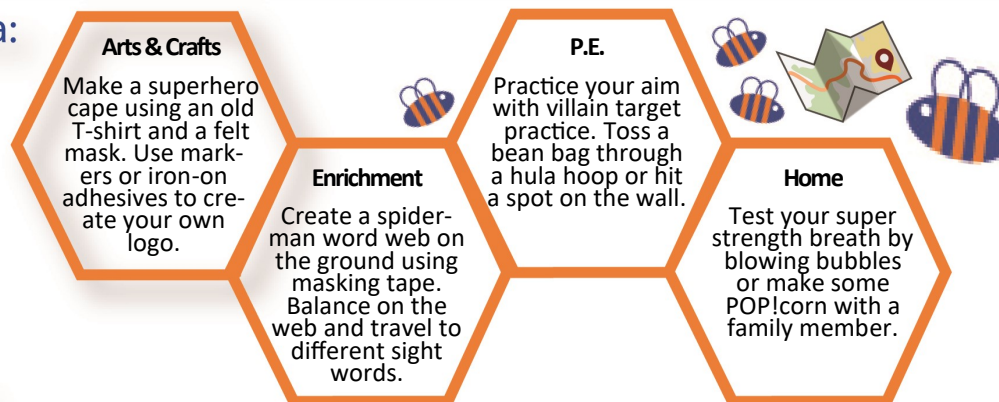 a:
Arts & Crafts
Make a superhero
cape using an old
T-shirt and a felt
mask. Use mark-
ers or iron-on
adhesives to cre-
ate your own
logo.
Enrichment
Create a spider-
man word web on
the ground using
masking tape.
Balance on the
web and travel to
different sight
words.
P.E.
Practice your aim
with villain target
practice. Toss a
bean bag through
a hula hoop or hit
a spot on the wall.
Home
Test your super
strength breath by
blowing bubbles
or make some
POP!corn with a
family member.